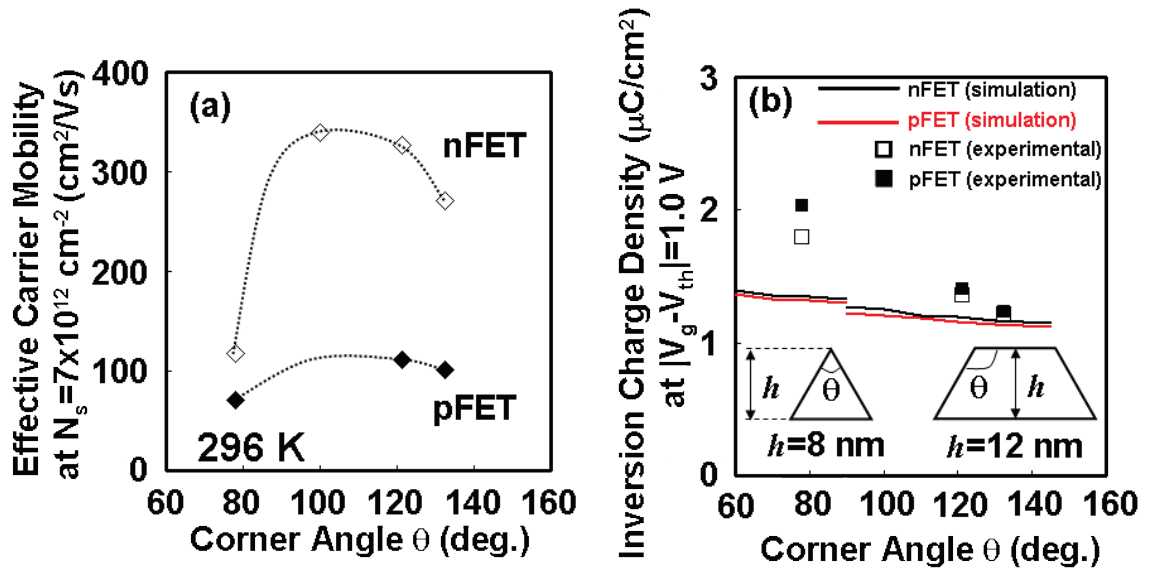 Effective Carrier Mobility
at Ns=7x10¹² cm⁻² (cm²/Vs)
400
300
200
100
0
(a)
nFET
pFET
296 K
60 80 100 120 140 160
Corner Angle θ (deg.)
Inversion Charge Density (μC/cm²)
at |Vg-Vth|=1.0 V
3
2
1
0
(b)
nFET (simulation)
pFET (simulation)
nFET (experimental)
pFET (experimental)
h
θ
h=8 nm
θ
h
h=12 nm
60 80 100 120 140 160
Corner Angle θ (deg.)